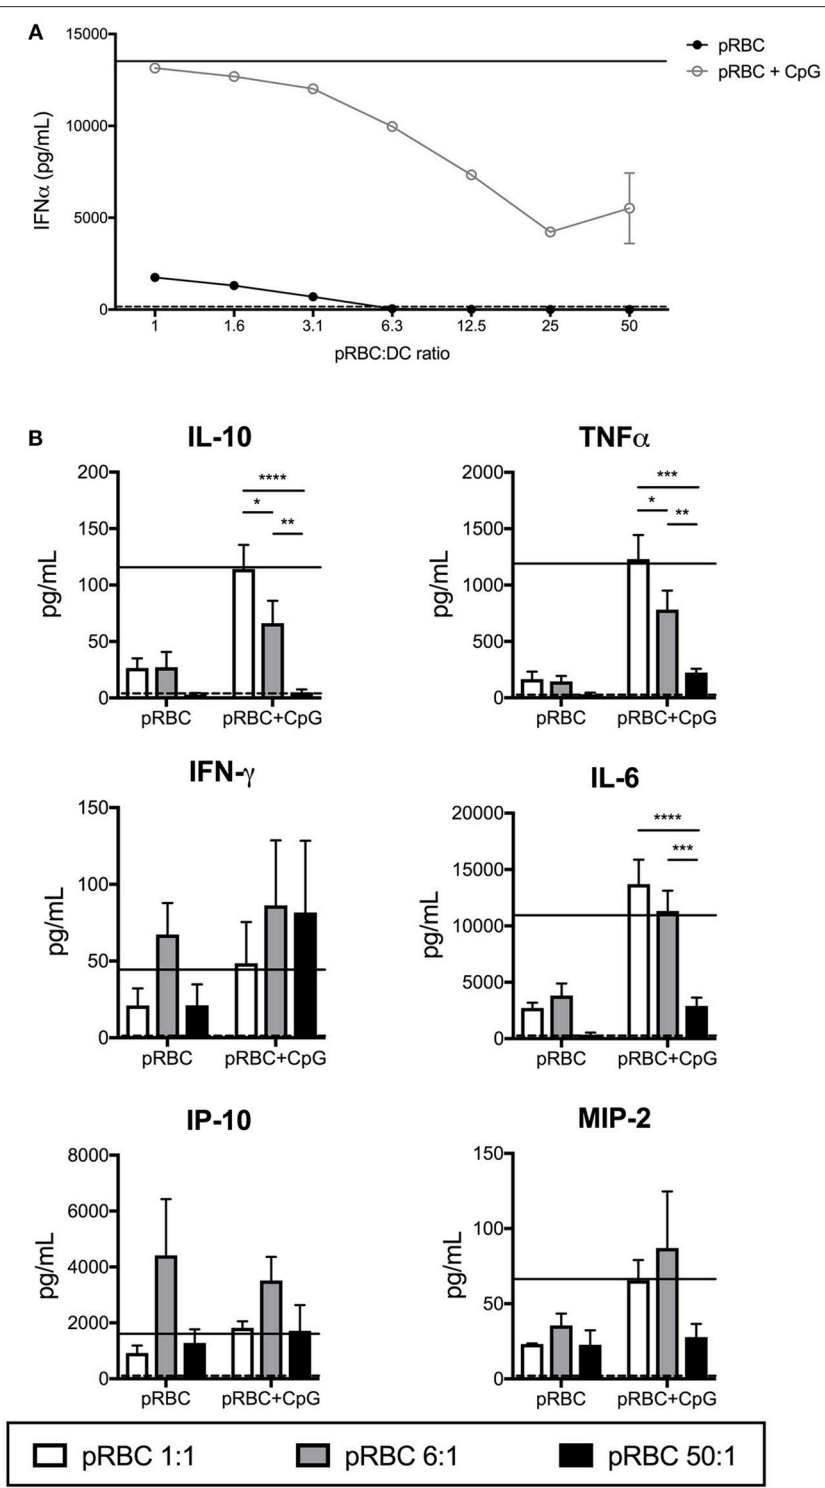 A
15000
10000
5000
0
IFNα (pg/mL)
1 1.6 3.1 6.3 12.5 25 50
pRBC:DC ratio
pRBC
pRBC + CpG
B
IL-10
200
150
100
50
0
pg/mL
****
*
**
pRBC pRBC+CpG
TNFα
2000
1500
1000
500
0
pg/mL
***
*
**
pRBC pRBC+CpG
IFN-γ
150
100
50
0
pg/mL
pRBC pRBC+CpG
IL-6
20000
15000
10000
5000
0
pg/mL
****
***
pRBC pRBC+CpG
IP-10
8000
6000
4000
2000
0
pg/mL
pRBC pRBC+CpG
MIP-2
150
100
50
0
pg/mL
pRBC pRBC+CpG
pRBC 1:1 pRBC 6:1 pRBC 50:1